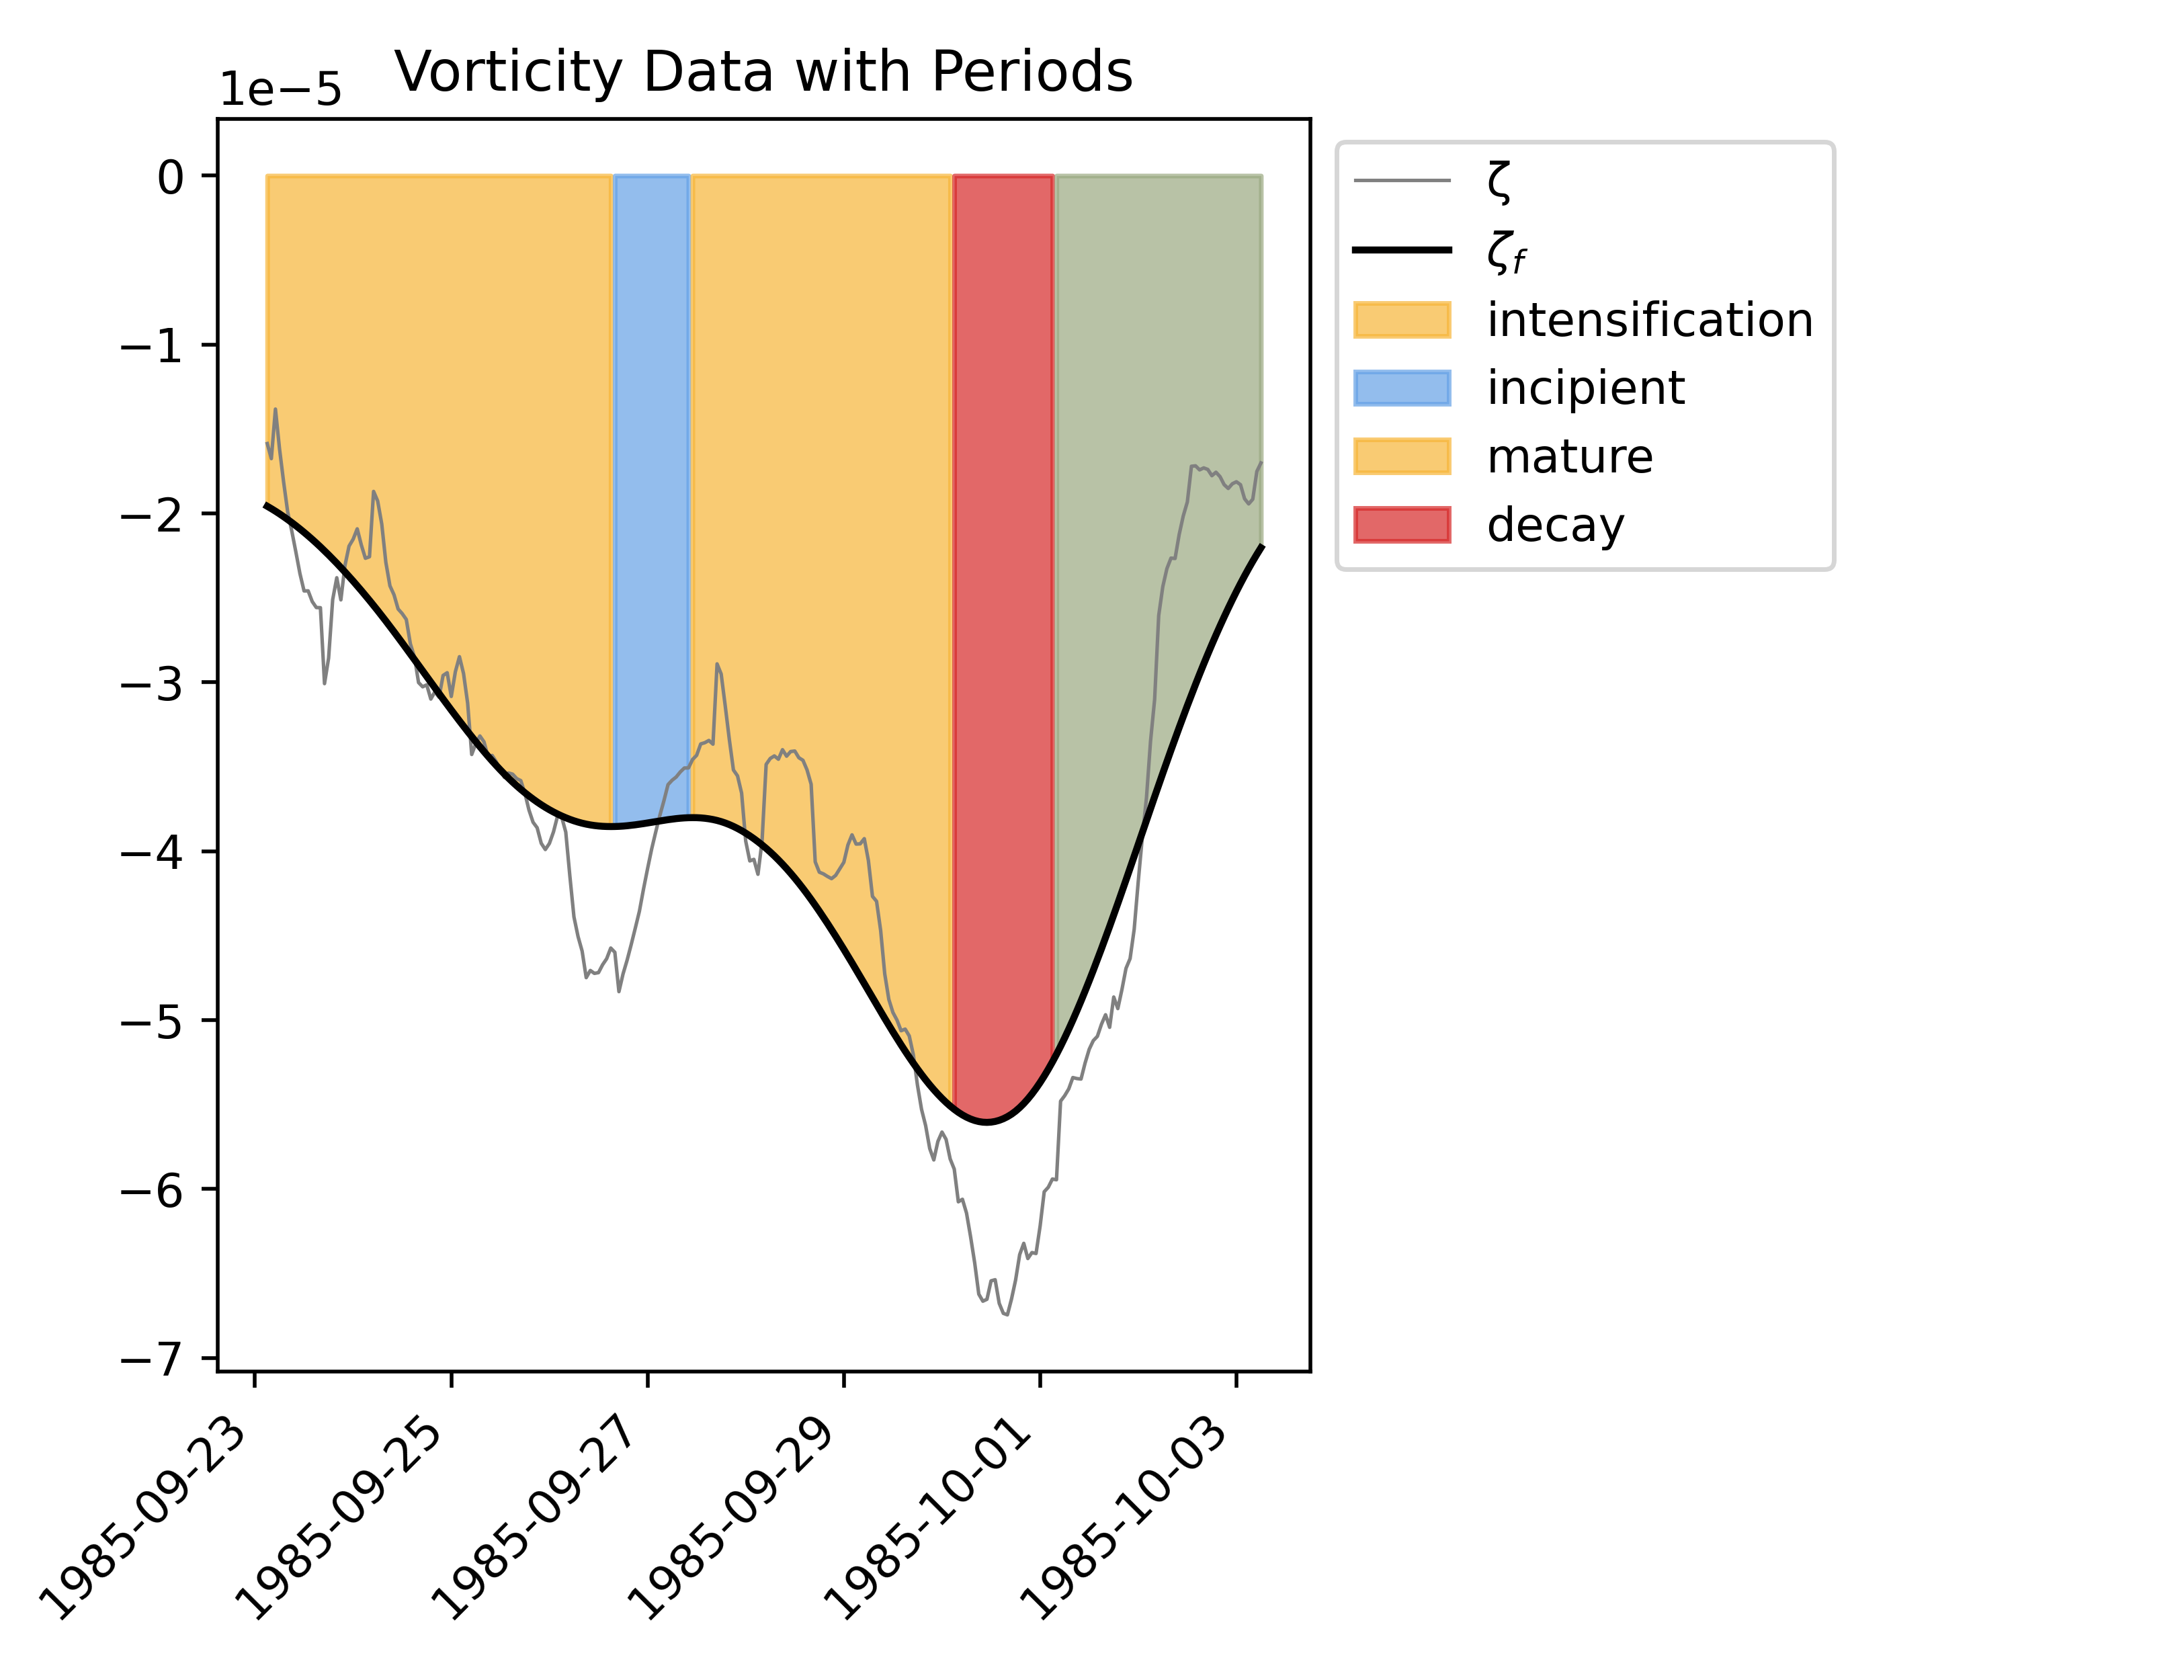 Vorticity Data with Periods
1e−5
0
−1
−2
−3
−4
−5
−6
−7
1985-09-23
1985-09-25
1985-09-27
1985-09-29
1985-10-01
1985-10-03
ζ
ζf
intensification
incipient
mature
decay